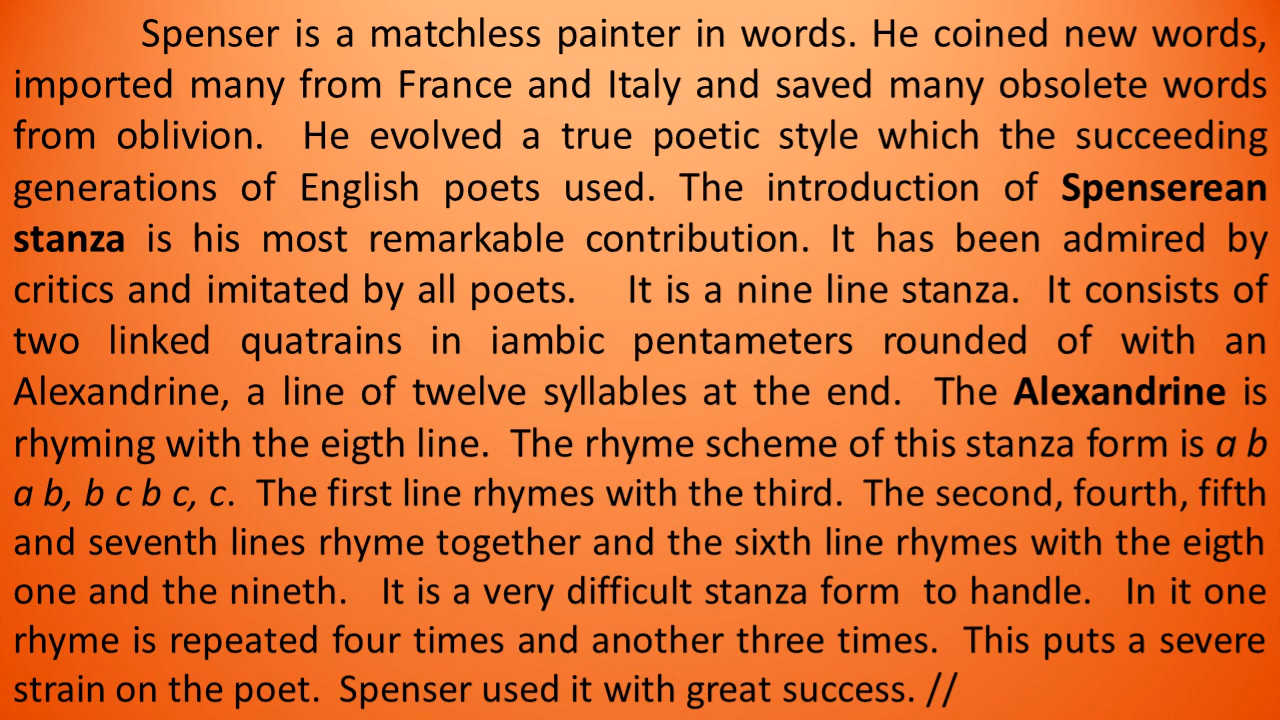 Spenser is a matchless painter in words. He coined new words,
imported many from France and Italy and saved many obsolete words
from oblivion. He evolved a true poetic style which the succeeding
generations of English poets used. The introduction of Spenserean
stanza is his most remarkable contribution. It has been admired by
critics and imitated by all poets. It is a nine line stanza. It consists of
two linked quatrains in iambic pentameters rounded of with an
Alexandrine, a line of twelve syllables at the end. The Alexandrine is
rhyming with the eigth line. The rhyme scheme of this stanza form is a b
a b, b c b c, c. The first line rhymes with the third. The second, fourth, fifth
and seventh lines rhyme together and the sixth line rhymes with the eigth
one and the nineth. It is a very difficult stanza form to handle. In it one
rhyme is repeated four times and another three times. This puts a severe
strain on the poet. Spenser used it with great success. //